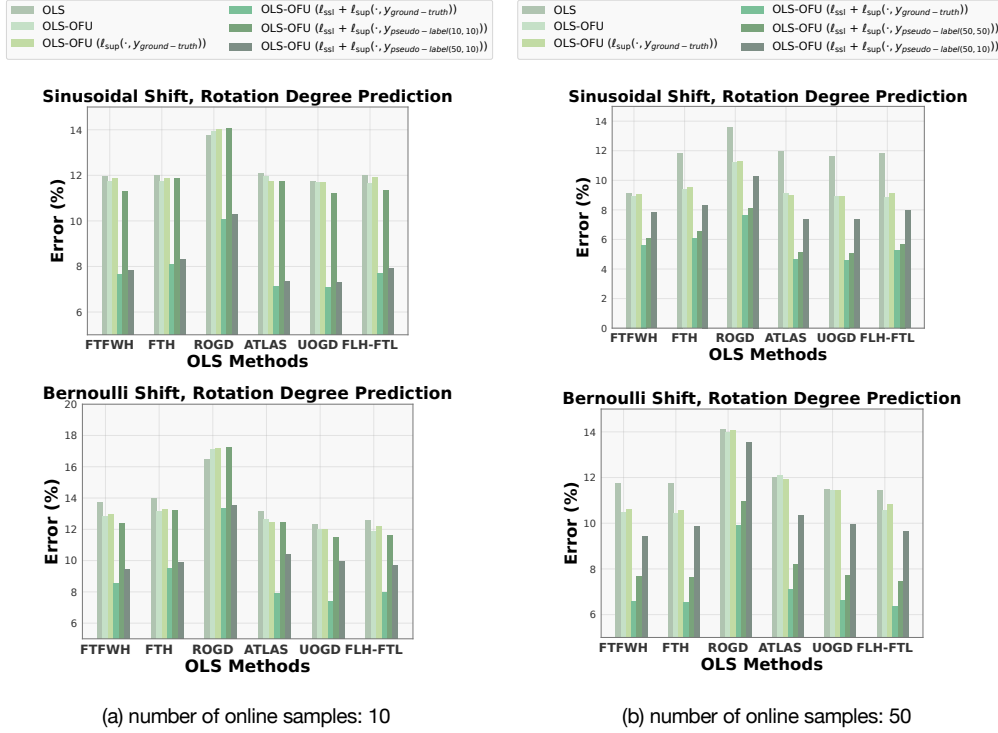 OLS
OLS-OFU
OLS-OFU (ℓsup(·, yground−truth))
OLS-OFU (ℓssl + ℓsup(·, yground−truth))
OLS-OFU (ℓssl + ℓsup(·, ypseudo−label(10, 10)))
OLS-OFU (ℓssl + ℓsup(·, ypseudo−label(50, 10)))
OLS
OLS-OFU
OLS-OFU (ℓsup(·, yground−truth))
OLS-OFU (ℓssl + ℓsup(·, yground−truth))
OLS-OFU (ℓssl + ℓsup(·, ypseudo−label(50, 50)))
OLS-OFU (ℓssl + ℓsup(·, ypseudo−label(50, 10)))
Sinusoidal Shift, Rotation Degree Prediction
Error (%)
14
12
10
8
6
FTFWH FTH ROGD ATLAS UOGD FLH-FTL
OLS Methods
Sinusoidal Shift, Rotation Degree Prediction
Error (%)
14
12
10
8
6
4
2
0
FTFWH FTH ROGD ATLAS UOGD FLH-FTL
OLS Methods
Bernoulli Shift, Rotation Degree Prediction
Error (%)
20
18
16
14
12
10
8
6
FTFWH FTH ROGD ATLAS UOGD FLH-FTL
OLS Methods
Bernoulli Shift, Rotation Degree Prediction
Error (%)
14
12
10
8
6
FTFWH FTH ROGD ATLAS UOGD FLH-FTL
OLS Methods
(a) number of online samples: 10
(b) number of online samples: 50